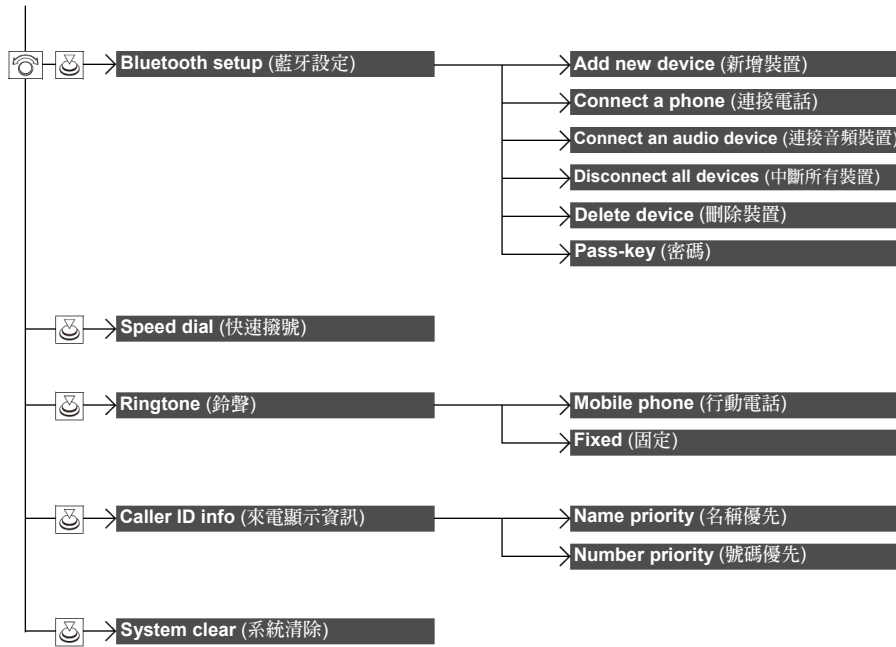 Bluetooth setup (藍牙設定)
Add new device (新增裝置)
Connect a phone (連接電話)
Connect an audio device (連接音頻裝置)
Disconnect all devices (中斷所有裝置)
Delete device (刪除裝置)
Pass-key (密碼)
Speed dial (快速撥號)
Ringtone (鈴聲)
Mobile phone (行動電話)
Fixed (固定)
Caller ID info (來電顯示資訊)
Name priority (名稱優先)
Number priority (號碼優先)
System clear (系統清除)